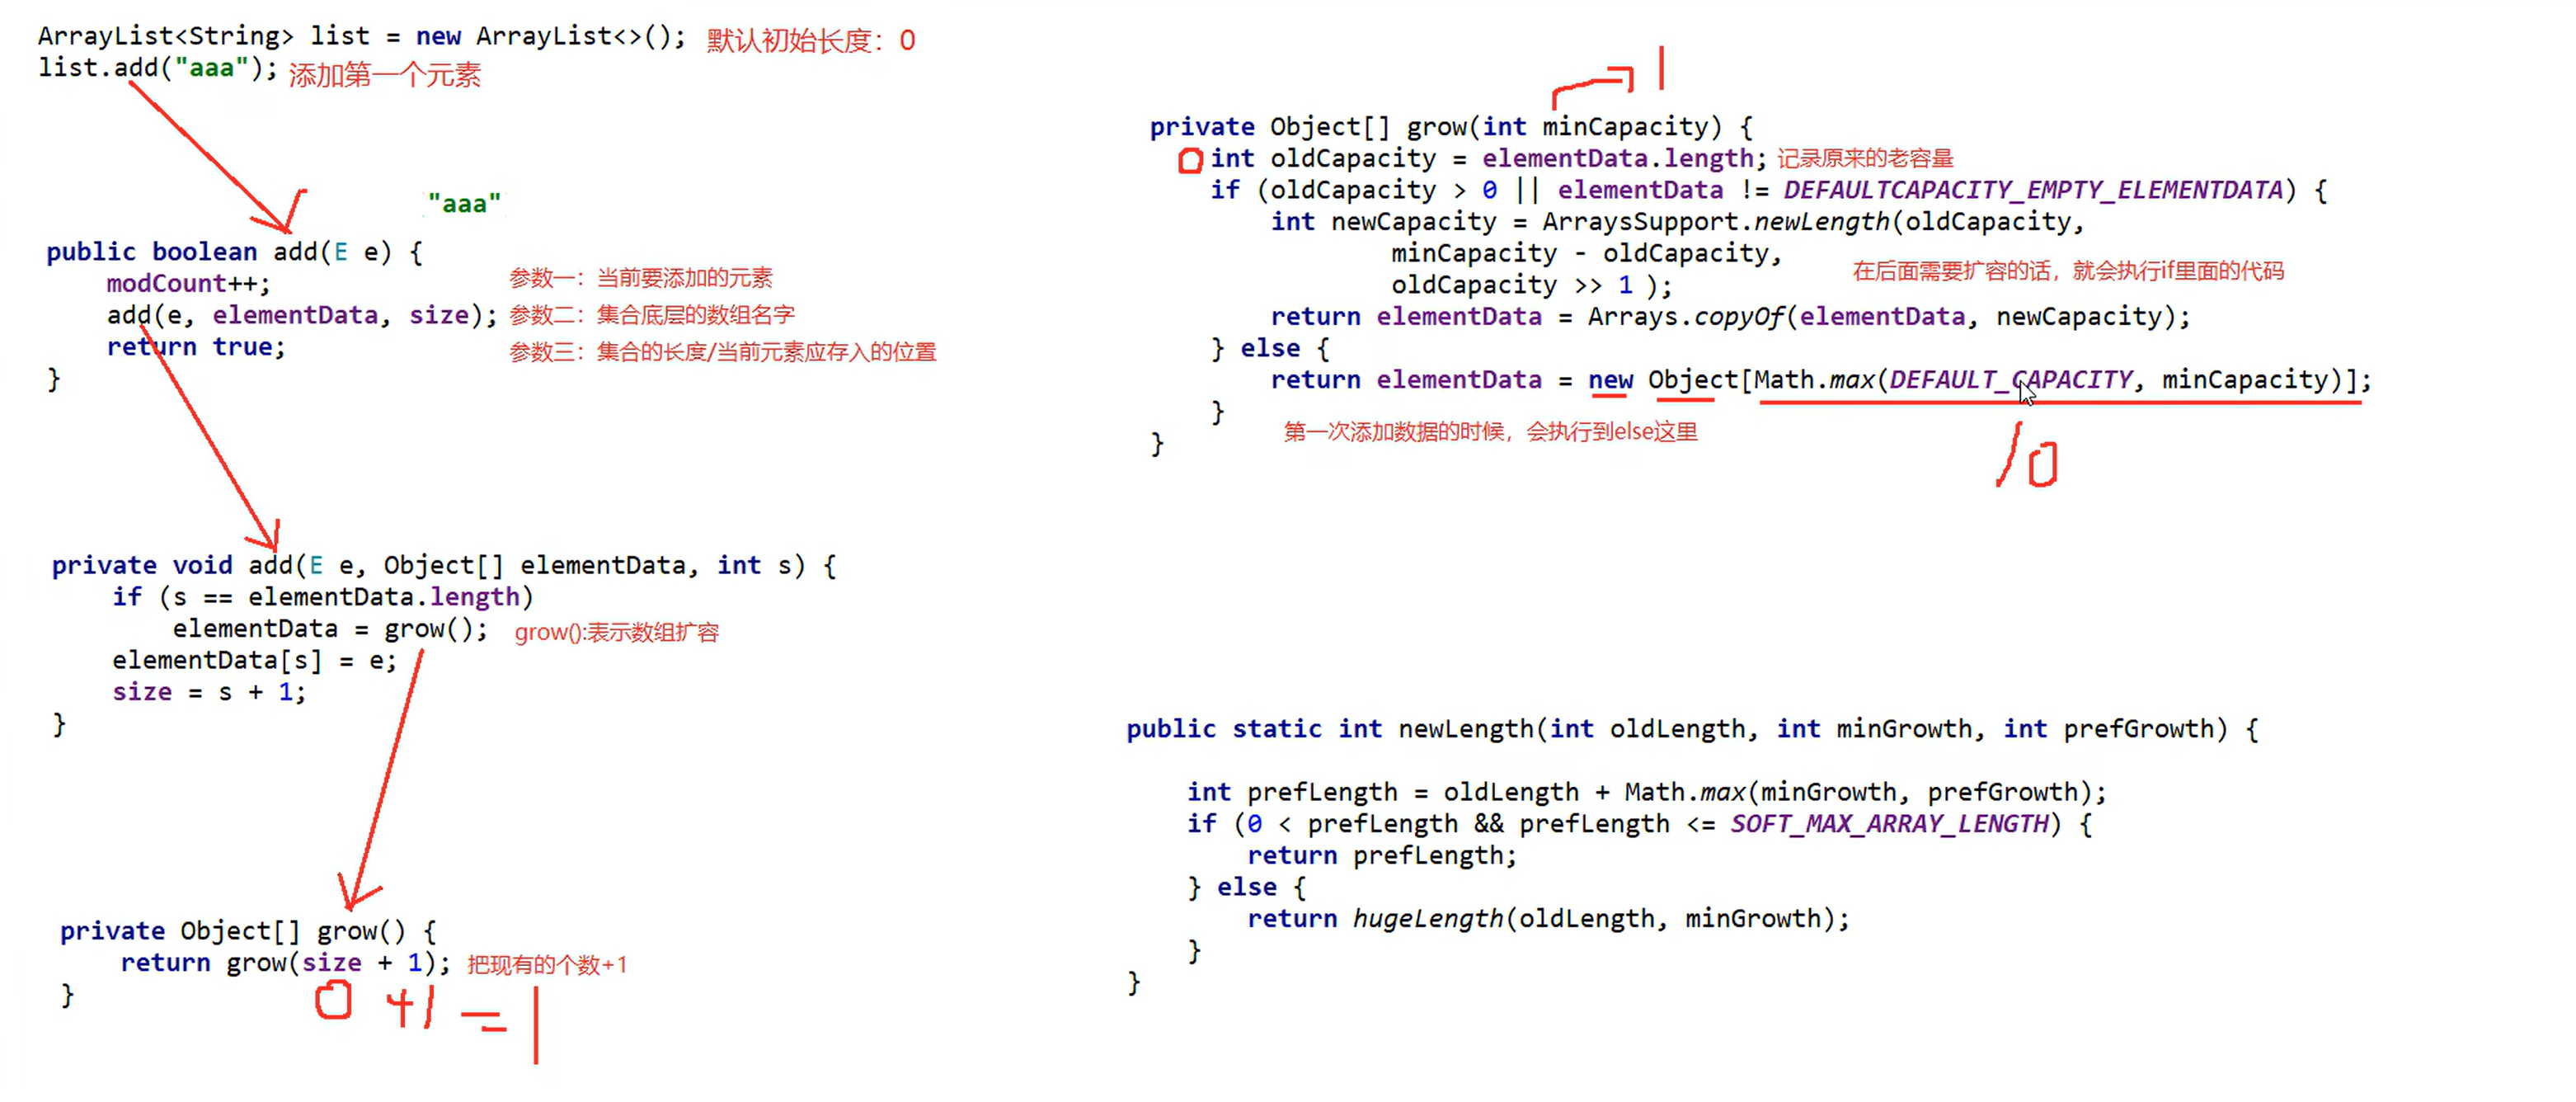 ArrayList<String> list = new ArrayList<>(); 默认初始长度：0
list.add("aaa"); 添加第一个元素
"aaa"
public boolean add(E e) {
modCount++;
参数一：当前要添加的元素
add(e, elementData, size); 参数二：集合底层的数组名字
return true;
参数三：集合的长度/当前元素应存入的位置
}
private void add(E e, Object[] elementData, int s) {
if (s == elementData.length)
elementData = grow(); grow():表示数组扩容
elementData[s] = e;
size = s + 1;
}
private Object[] grow() {
return grow(size + 1); 把现有的个数+1
}
0 +1 = 1
1
private Object[] grow(int minCapacity) {
0 int oldCapacity = elementData.length; 记录原来的老容量
if (oldCapacity > 0 || elementData != DEFAULTCAPACITY_EMPTY_ELEMENTDATA) {
int newCapacity = ArraysSupport.newLength(oldCapacity,
minCapacity - oldCapacity,
在后面需要扩容的话，就会执行if里面的代码
oldCapacity >> 1 );
return elementData = Arrays.copyOf(elementData, newCapacity);
} else {
return elementData = new Object[Math.max(DEFAULT_CAPACITY, minCapacity)];
}
第一次添加数据的时候，会执行到else这里
}
10
public static int newLength(int oldLength, int minGrowth, int prefGrowth) {
int prefLength = oldLength + Math.max(minGrowth, prefGrowth);
if (0 < prefLength && prefLength <= SOFT_MAX_ARRAY_LENGTH) {
return prefLength;
} else {
return hugeLength(oldLength, minGrowth);
}
}